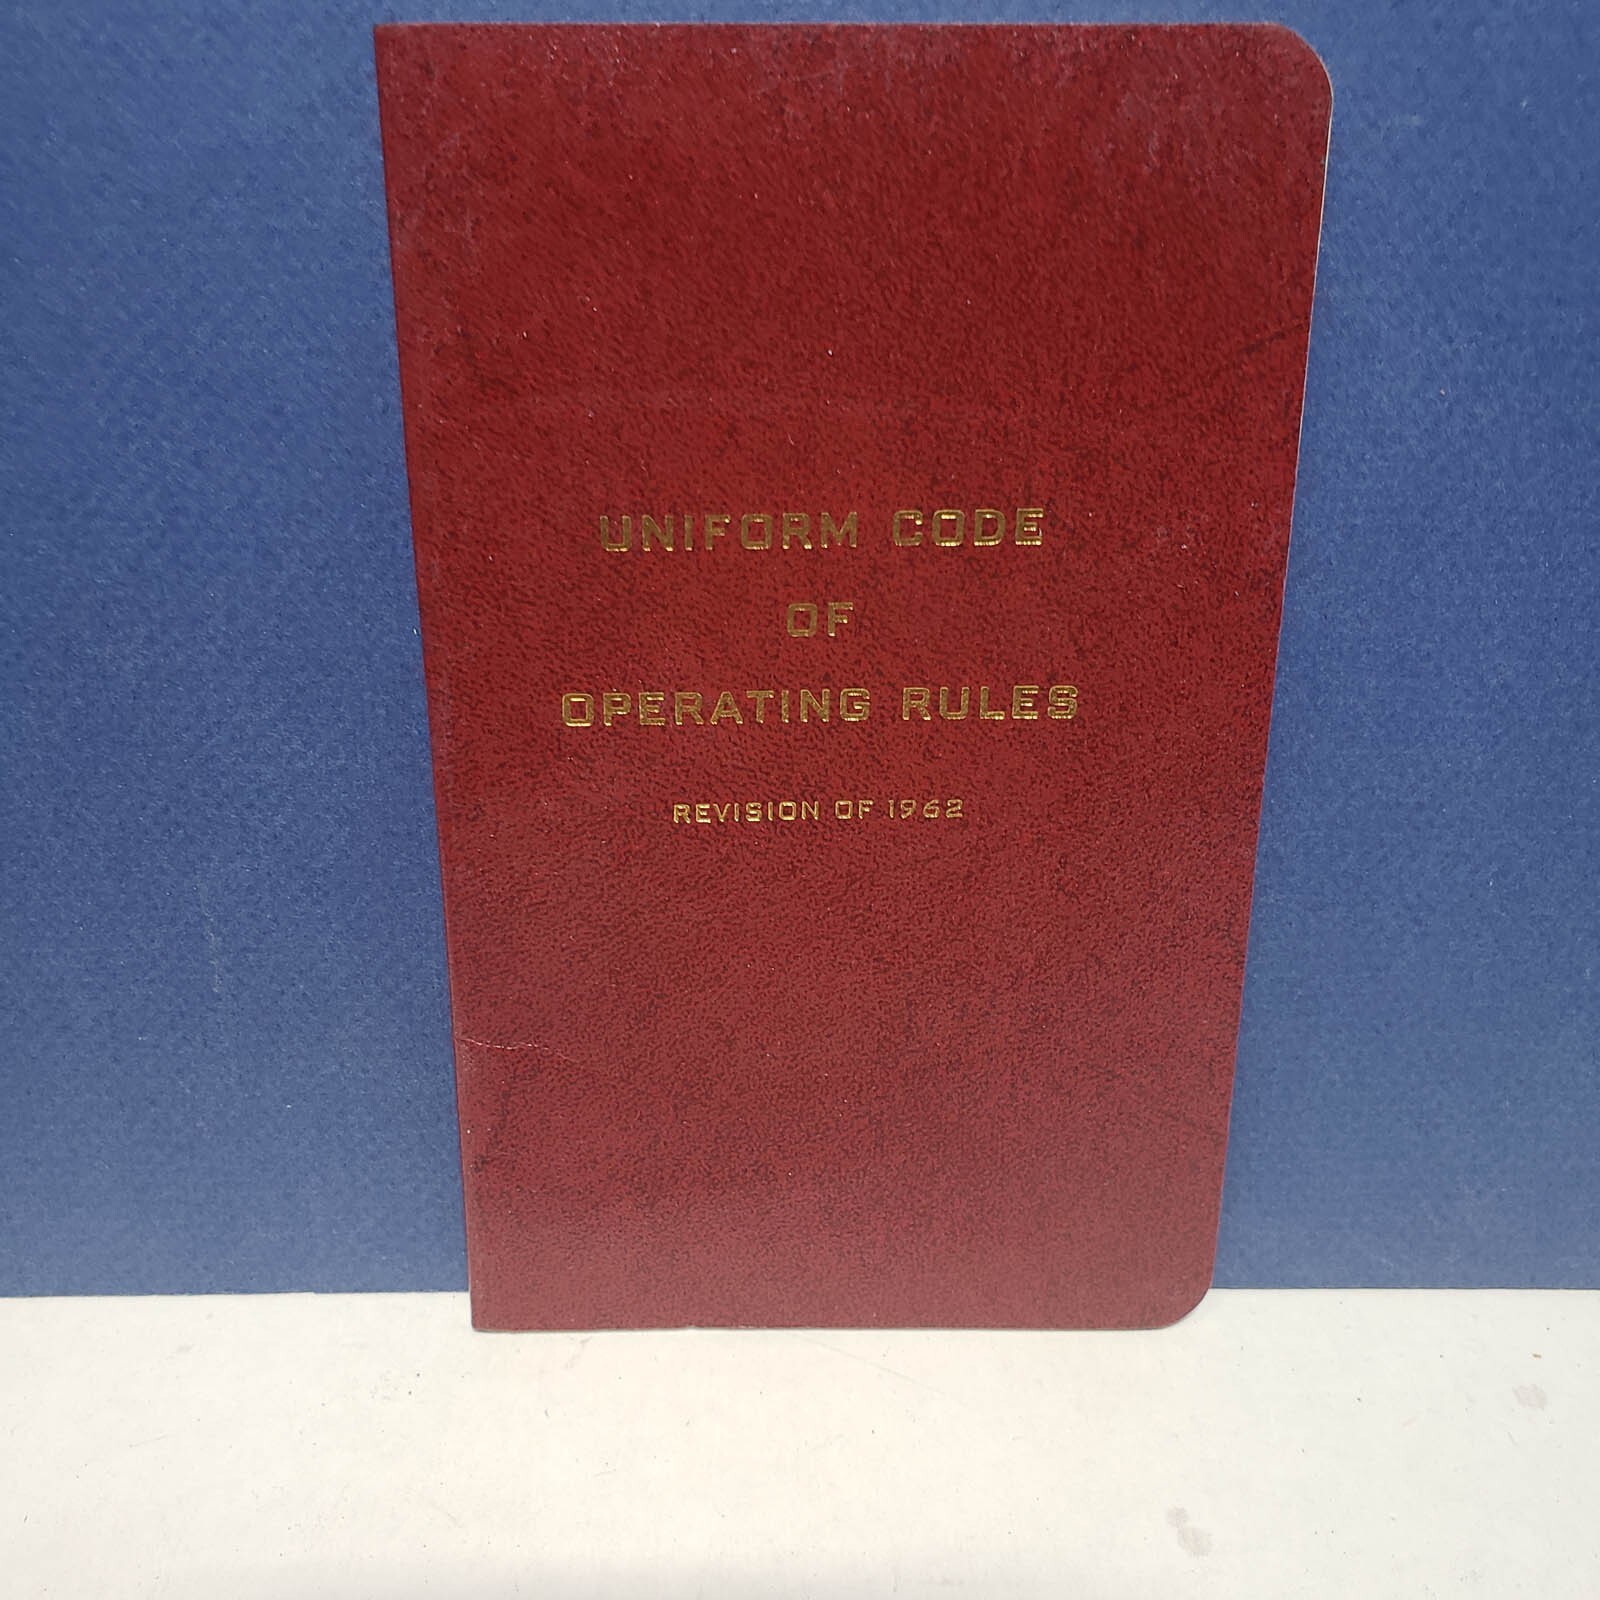 UNIFORM CODE
OF
OPERATING RULES
REVISION OF 1962